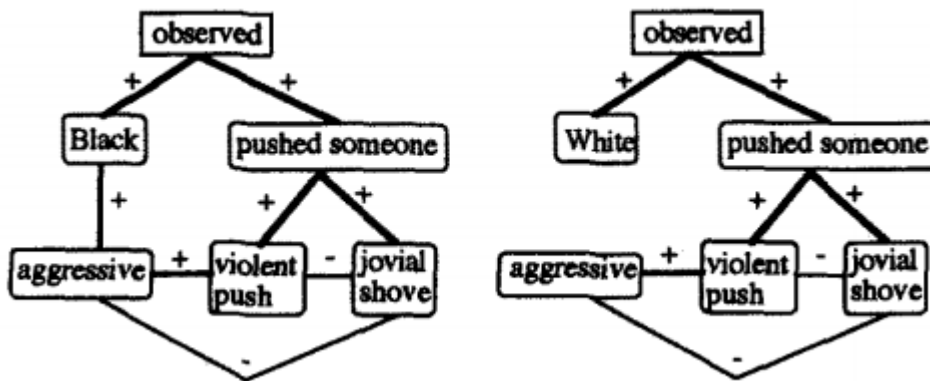 observed
+ +
Black
pushed someone
+
+ +
aggressive
+
violent
push
-
jovial
shove
-
observed
+ +
White
pushed someone
+ +
aggressive
+
violent
push
-
jovial
shove
-